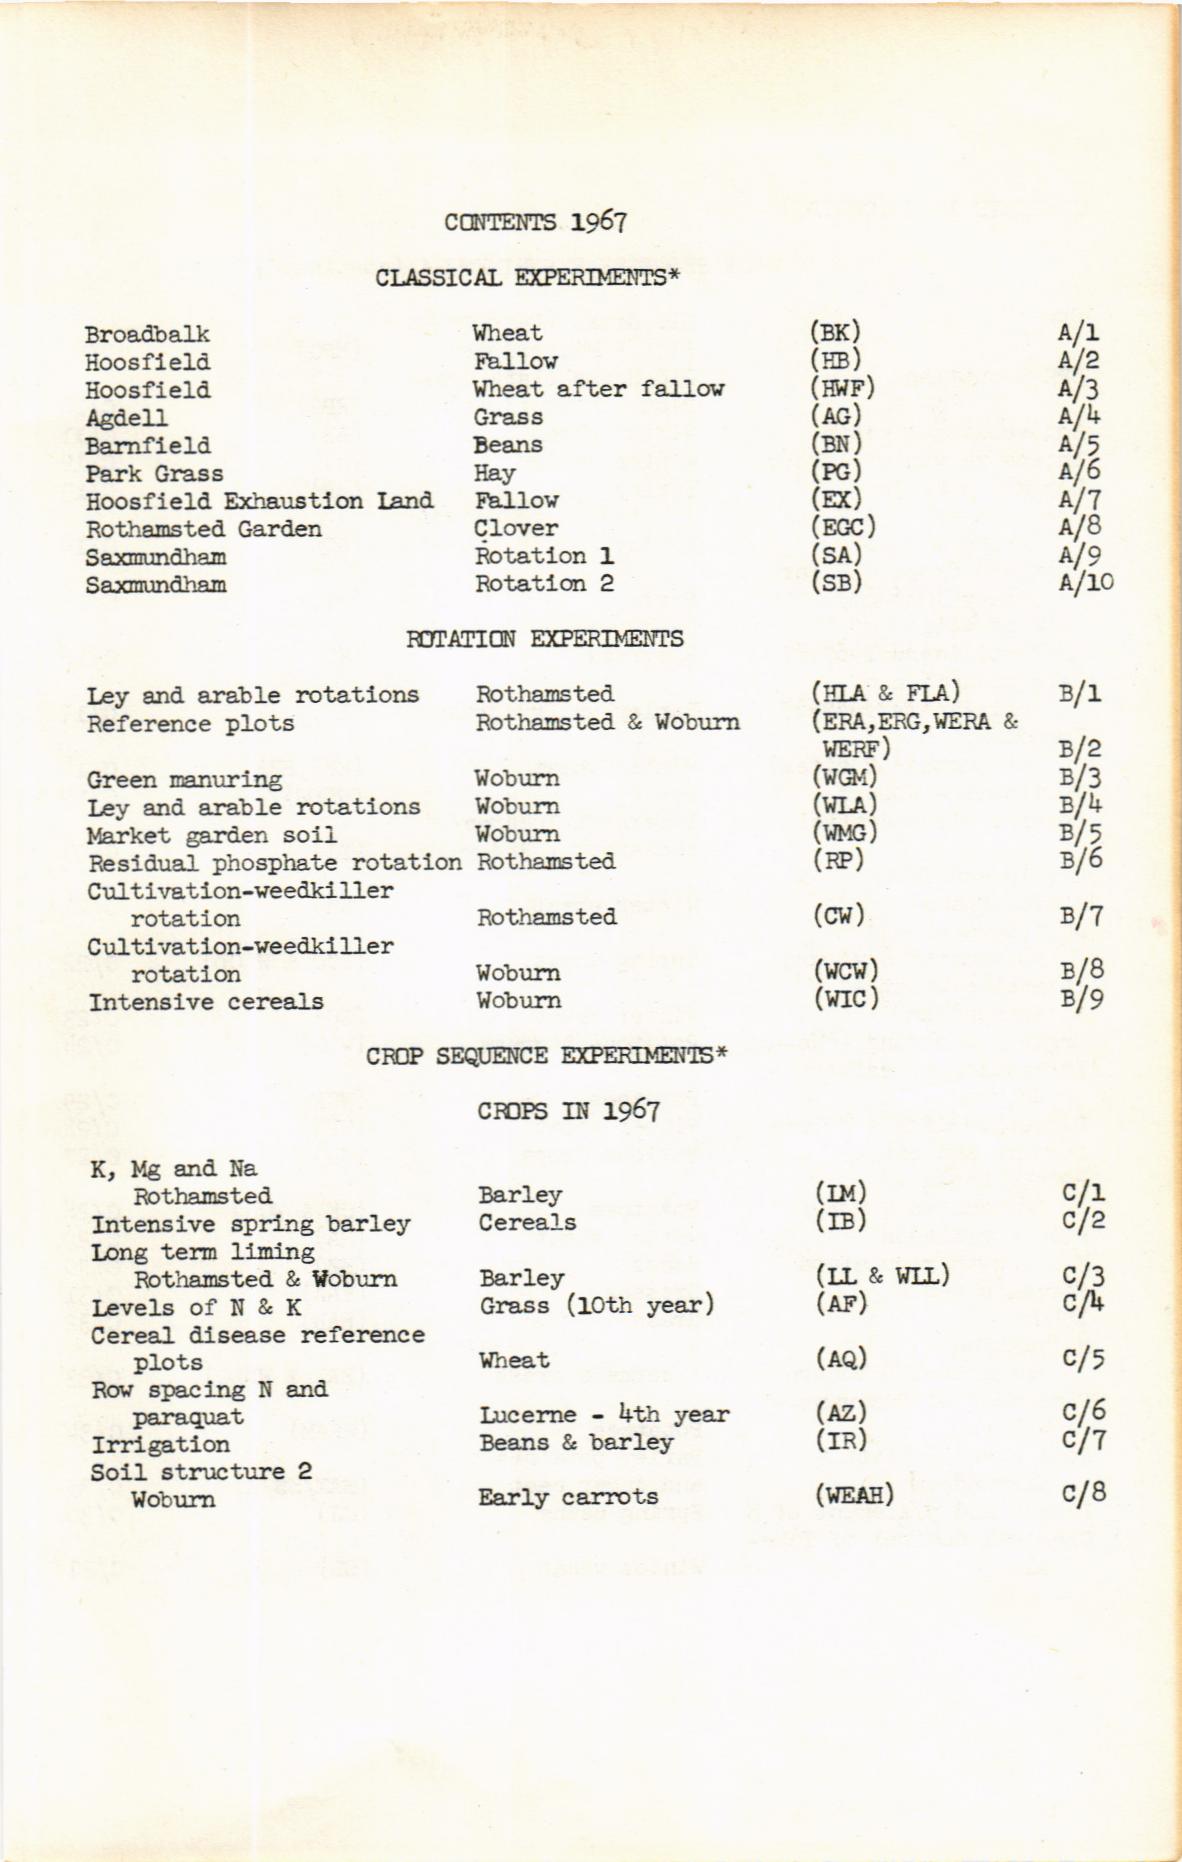 CONTENTS 1967
CLASSICAL EXPERIMENTS*
Broadbalk Wheat (BK) A/1
Hoosfield Fallow (HB) A/2
Hoosfield Wheat after fallow (HWF) A/3
Agdell Grass (AG) A/4
Barnfield Beans (BN) A/5
Park Grass Hay (PG) A/6
Hoosfield Exhaustion Land Fallow (EX) A/7
Rothamsted Garden Clover (EGC) A/8
Saxmundham Rotation 1 (SA) A/9
Saxmundham Rotation 2 (SB) A/10
ROTATION EXPERIMENTS
Ley and arable rotations Rothamsted (HLA & FLA) B/1
Reference plots Rothamsted & Woburn (ERA,ERG,WERA &
WERF) B/2
Green manuring Woburn (WGM) B/3
Ley and arable rotations Woburn (WLA) B/4
Market garden soil Woburn (WMG) B/5
Residual phosphate rotation Rothamsted (RP) B/6
Cultivation-weedkiller
rotation Rothamsted (CW) B/7
Cultivation-weedkiller
rotation Woburn (WCW) B/8
Intensive cereals Woburn (WIC) B/9
CROP SEQUENCE EXPERIMENTS*
CROPS IN 1967
K, Mg and Na
Rothamsted Barley (IM) C/1
Intensive spring barley Cereals (IB) C/2
Long term liming
Rothamsted & Woburn Barley (LL & WLL) C/3
Levels of N & K Grass (10th year) (AF) C/4
Cereal disease reference
plots Wheat (AQ) C/5
Row spacing N and
paraquat Lucerne - 4th year (AZ) C/6
Irrigation Beans & barley (IR) C/7
Soil structure 2
Woburn Early carrots (WEAH) C/8